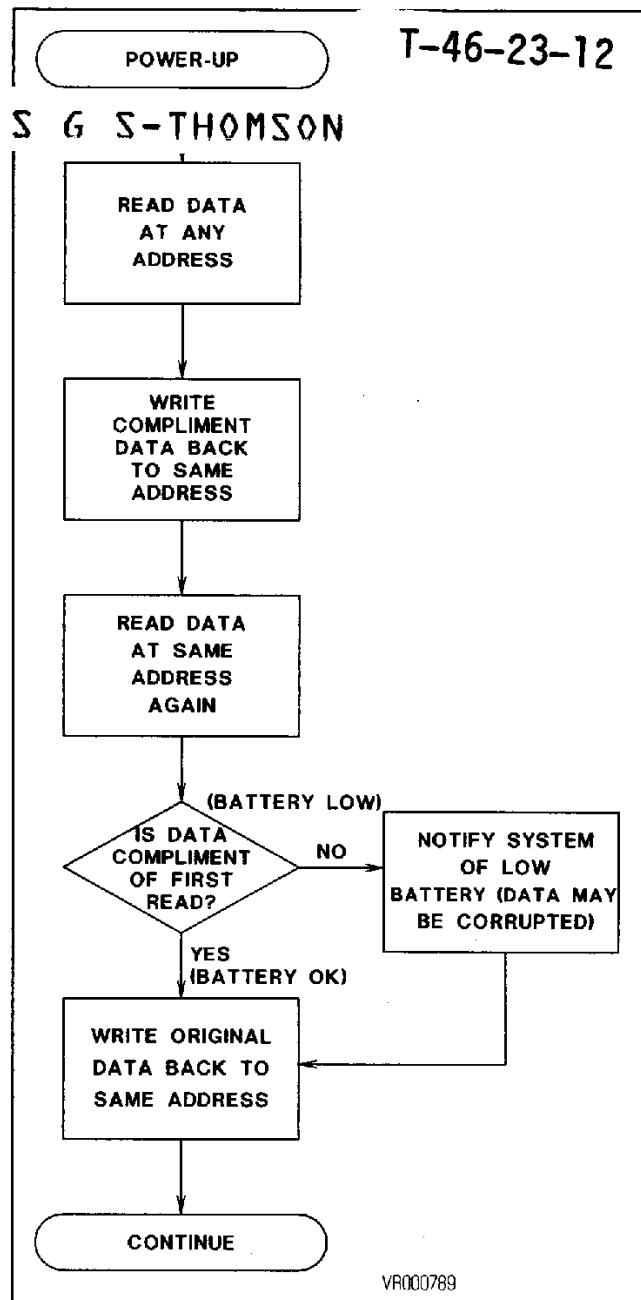 POWER-UP
T-46-23-12
S G S-THOMSON
READ DATA
AT ANY
ADDRESS
WRITE
COMPLIMENT
DATA BACK
TO SAME
ADDRESS
READ DATA
AT SAME
ADDRESS
AGAIN
(BATTERY LOW)
IS DATA
COMPLIMENT
OF FIRST
READ?
NO
NOTIFY SYSTEM
OF LOW
BATTERY (DATA MAY
BE CORRUPTED)
YES
(BATTERY OK)
WRITE ORIGINAL
DATA BACK TO
SAME ADDRESS
CONTINUE
VR000789